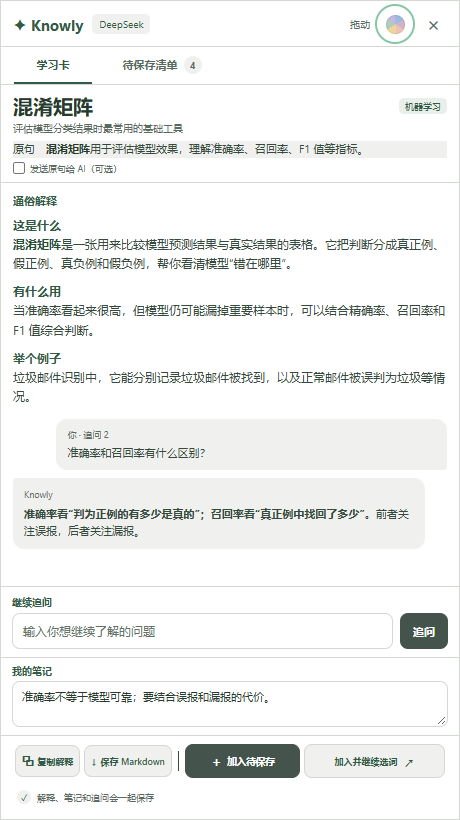 ✦ Knowly DeepSeek 拖动 ✕
学习卡 待保存清单 4
混淆矩阵 机器学习
评估模型分类结果时最常用的基础工具
原句 混淆矩阵用于评估模型效果，理解准确率、召回率、F1 值等指标。
发送原句给 AI（可选）
通俗解释
这是什么
混淆矩阵是一张用来比较模型预测结果与真实结果的表格。它把判断分成真正例、
假正例、真负例和假负例，帮你看清模型“错在哪里”。
有什么用
当准确率看起来很高，但模型仍可能漏掉重要样本时，可以结合精确率、召回率和
F1 值综合判断。
举个例子
垃圾邮件识别中，它能分别记录垃圾邮件被找到，以及正常邮件被误判为垃圾等情
况。
你 · 追问 2
准确率和召回率有什么区别？
Knowly
准确率看“判为正例的有多少是真的”；召回率看“真正例中找回了多少”。前者关
注误报，后者关注漏报。
继续追问
输入你想继续了解的问题 追问
我的笔记
准确率不等于模型可靠；要结合误报和漏报的代价。
复制解释 ↓ 保存 Markdown ＋ 加入待保存 加入并继续选词 ↗
✓ 解释、笔记和追问会一起保存